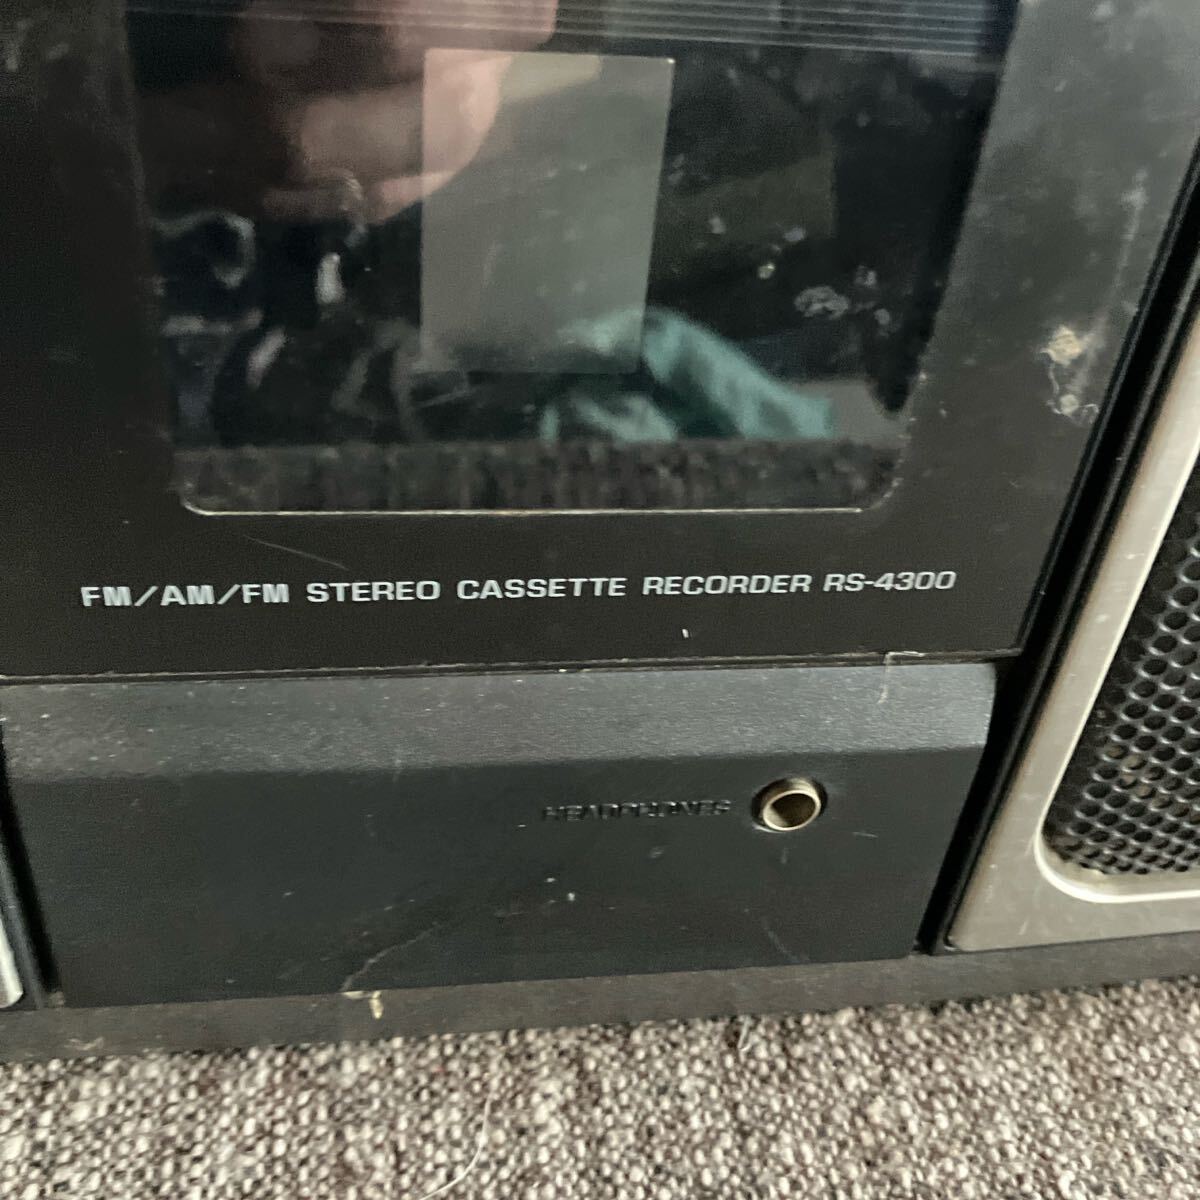 FM/AM/FM STEREO CASSETTE RECORDER RS-4300
HEADPHONES